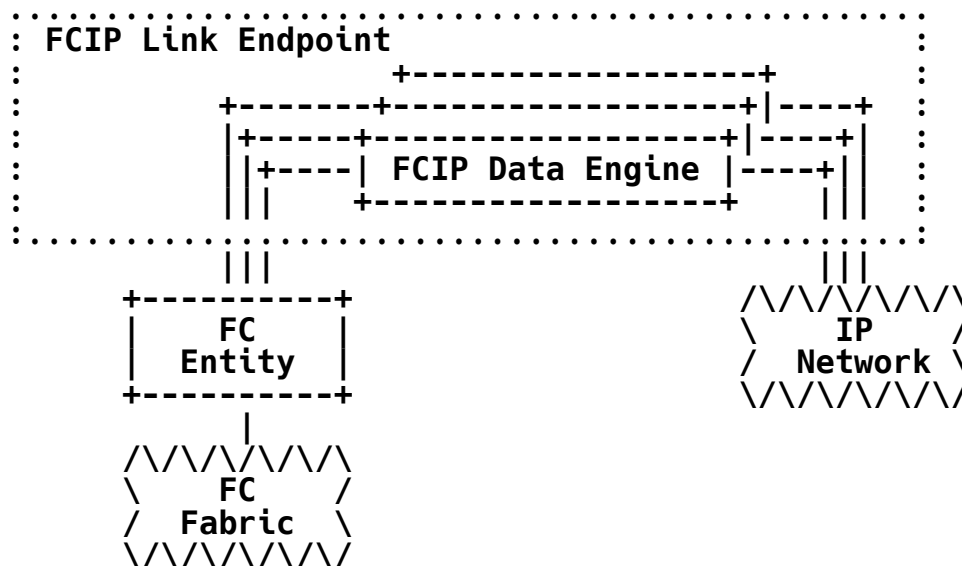 FCIP Link Endpoint
FCIP Data Engine
FC
Entity
IP
Network
FC
Fabric